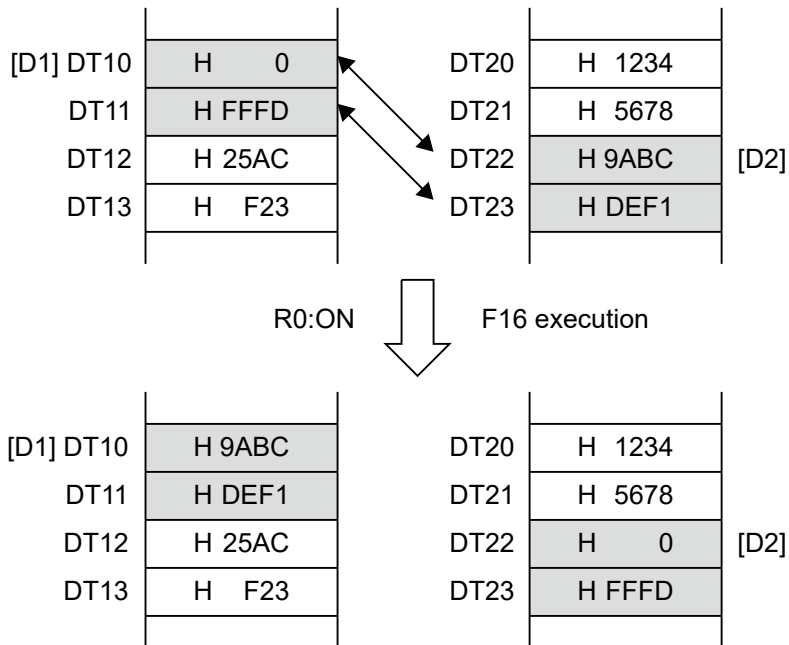 [D1] DT10 H 0 DT20 H 1234
DT11 H FFFD DT21 H 5678
DT12 H 25AC DT22 H 9ABC [D2]
DT13 H F23 DT23 H DEF1
R0:ON F16 execution
[D1] DT10 H 9ABC DT20 H 1234
DT11 H DEF1 DT21 H 5678
DT12 H 25AC DT22 H 0 [D2]
DT13 H F23 DT23 H FFFD